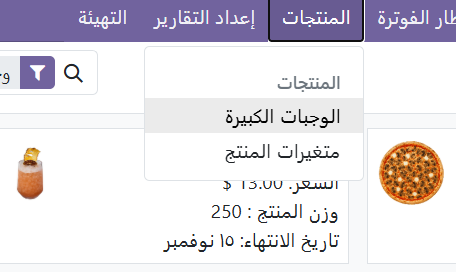 ار الفوترة المنتجات إعداد التقارير التهيئة
المنتجات
الوجبات الكبيرة
متغيرات المنتج
السعر: 13.00 $
وزن المنتج : 250
تاريخ الانتهاء: ١٥ نوفمبر